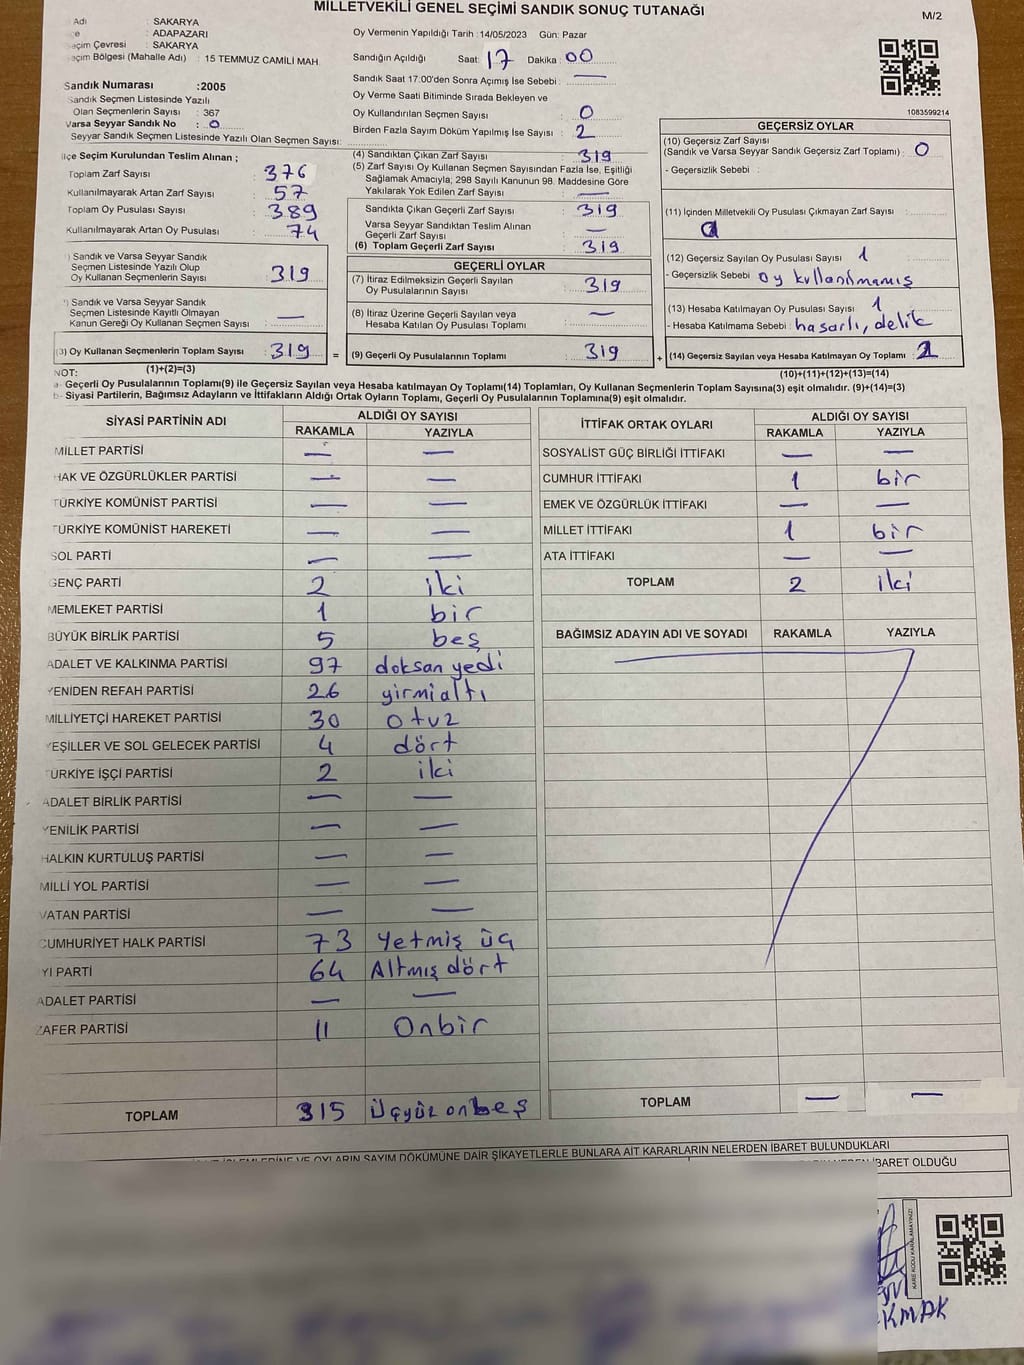 MİLLETVEKİLİ GENEL SEÇİMİ SANDIK SONUÇ TUTANAĞI
M/2
Adı : SAKARYA
: ADAPAZARI
eçim Çevresi : SAKARYA
eçim Bölgesi (Mahalle Adı) : 15 TEMMUZ CAMİLİ MAH.
Sandık Numarası :2005
Sandık Seçmen Listesinde Yazılı
Olan Seçmenlerin Sayısı : 367
Varsa Seyyar Sandık No : 0
Seyyar Sandık Seçmen Listesinde Yazılı Olan Seçmen Sayısı:
Oy Vermenin Yapıldığı Tarih : 14/05/2023 Gün: Pazar
Sandığın Açıldığı Saat: 17 Dakika: 00
Sandık Saat 17:00'den Sonra Açımış İse Sebebi : —
Oy Verme Saati Bitiminde Sırada Bekleyen ve
Oy Kullandırılan Seçmen Sayısı : 0
Birden Fazla Sayım Döküm Yapılmış İse Sayısı : 2
1083599214
ilçe Seçim Kurulundan Teslim Alınan ;
Toplam Zarf Sayısı : 376
Kullanılmayarak Artan Zarf Sayısı : 57
Toplam Oy Pusulası Sayısı : 389
Kullanılmayarak Artan Oy Pusulası : 74
) Sandık ve Varsa Seyyar Sandık
Seçmen Listesinde Yazılı Olup
Oy Kullanan Seçmenlerin Sayısı : 319
) Sandık ve Varsa Seyyar Sandık
Seçmen Listesinde Kayıtlı Olmayan
Kanun Gereği Oy Kullanan Seçmen Sayısı : —
(3) Oy Kullanan Seçmenlerin Toplam Sayısı : 319
(1)+(2)=(3)
=
(4) Sandıktan Çıkan Zarf Sayısı : 319
(5) Zarf Sayısı Oy Kullanan Seçmen Sayısından Fazla İse, Eşitliği
Sağlamak Amacıyla; 298 Sayılı Kanunun 98. Maddesine Göre
Yakılarak Yok Edilen Zarf Sayısı : —
Sandıkta Çıkan Geçerli Zarf Sayısı : 319
Varsa Seyyar Sandıktan Teslim Alınan
Geçerli Zarf Sayısı : —
(6) Toplam Geçerli Zarf Sayısı : 319
GEÇERLİ OYLAR
(7) İtiraz Edilmeksizin Geçerli Sayılan
Oy Pusulalarının Sayısı : 319
(8) İtiraz Üzerine Geçerli Sayılan veya
Hesaba Katılan Oy Pusulası Toplamı : —
(9) Geçerli Oy Pusulalarının Toplamı : 319
+
GEÇERSİZ OYLAR
(10) Geçersiz Zarf Sayısı
(Sandık ve Varsa Seyyar Sandık Geçersiz Zarf Toplamı) : 0
- Geçersizlik Sebebi :
(11) İçinden Milletvekili Oy Pusulası Çıkmayan Zarf Sayısı :
(12) Geçersiz Sayılan Oy Pusulası Sayısı : 1
- Geçersizlik Sebebi : oy kullanılmamış
(13) Hesaba Katılmayan Oy Pusulası Sayısı : 1
- Hesaba Katılmama Sebebi : hasarlı, delik
(14) Geçersiz Sayılan veya Hesaba Katılmayan Oy Toplamı : 2
(10)+(11)+(12)+(13)=(14)
NOT:
a- Geçerli Oy Pusulalarının Toplamı(9) ile Geçersiz Sayılan veya Hesaba katılmayan Oy Toplamı(14) Toplamları, Oy Kullanan Seçmenlerin Toplam Sayısına(3) eşit olmalıdır. (9)+(14)=(3)
b- Siyasi Partilerin, Bağımsız Adayların ve İttifakların Aldığı Ortak Oyların Toplamı, Geçerli Oy Pusulalarının Toplamına(9) eşit olmalıdır.
SİYASİ PARTİNİN ADI ALDIĞI OY SAYISI
RAKAMLA YAZIYLA
MİLLET PARTİSİ — —
HAK VE ÖZGÜRLÜKLER PARTİSİ — —
TÜRKİYE KOMÜNİST PARTİSİ — —
TÜRKİYE KOMÜNİST HAREKETİ — —
SOL PARTİ — —
GENÇ PARTİ 2 iki
MEMLEKET PARTİSİ 1 bir
BÜYÜK BİRLİK PARTİSİ 5 beş
ADALET VE KALKINMA PARTİSİ 97 doksan yedi
YENİDEN REFAH PARTİSİ 26 yirmialtı
MİLLİYETÇİ HAREKET PARTİSİ 30 otuz
YEŞİLLER VE SOL GELECEK PARTİSİ 4 dört
TÜRKİYE İŞÇİ PARTİSİ 2 iki
ADALET BİRLİK PARTİSİ — —
YENİLİK PARTİSİ — —
HALKIN KURTULUŞ PARTİSİ — —
MİLLİ YOL PARTİSİ — —
VATAN PARTİSİ — —
CUMHURİYET HALK PARTİSİ 73 Yetmiş üç
Yİ PARTİ 64 Altmış dört
ADALET PARTİSİ — —
ZAFER PARTİSİ 11 Onbir
TOPLAM 315 Üçyüz onbeş
İTTİFAK ORTAK OYLARI ALDIĞI OY SAYISI
RAKAMLA YAZIYLA
SOSYALİST GÜÇ BİRLİĞİ İTTİFAKI — —
CUMHUR İTTİFAKI 1 bir
EMEK VE ÖZGÜRLÜK İTTİFAKI — —
MİLLET İTTİFAKI 1 bir
ATA İTTİFAKI — —
TOPLAM 2 iki
BAĞIMSIZ ADAYIN ADI VE SOYADI RAKAMLA YAZIYLA
TOPLAM — —
OYLARIN SAYIM DÖKÜMÜNE DAİR ŞİKAYETLERLE BUNLARA AİT KARARLARIN NELERDEN İBARET BULUNDUKLARI
İBARET OLDUĞU
KARE KODU KARALAMAYINIZ!
KMAK